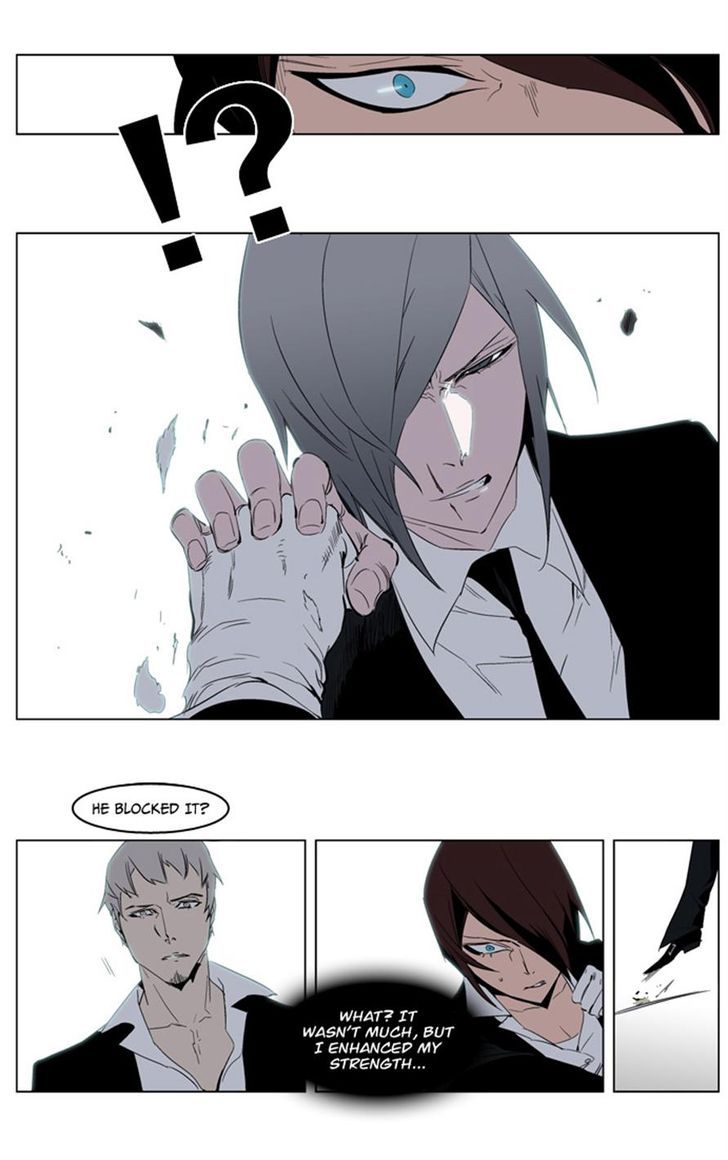 !?
HE BLOCKED IT?
WHAT? IT
WASN'T MUCH, BUT
I ENHANCED MY
STRENGTH...